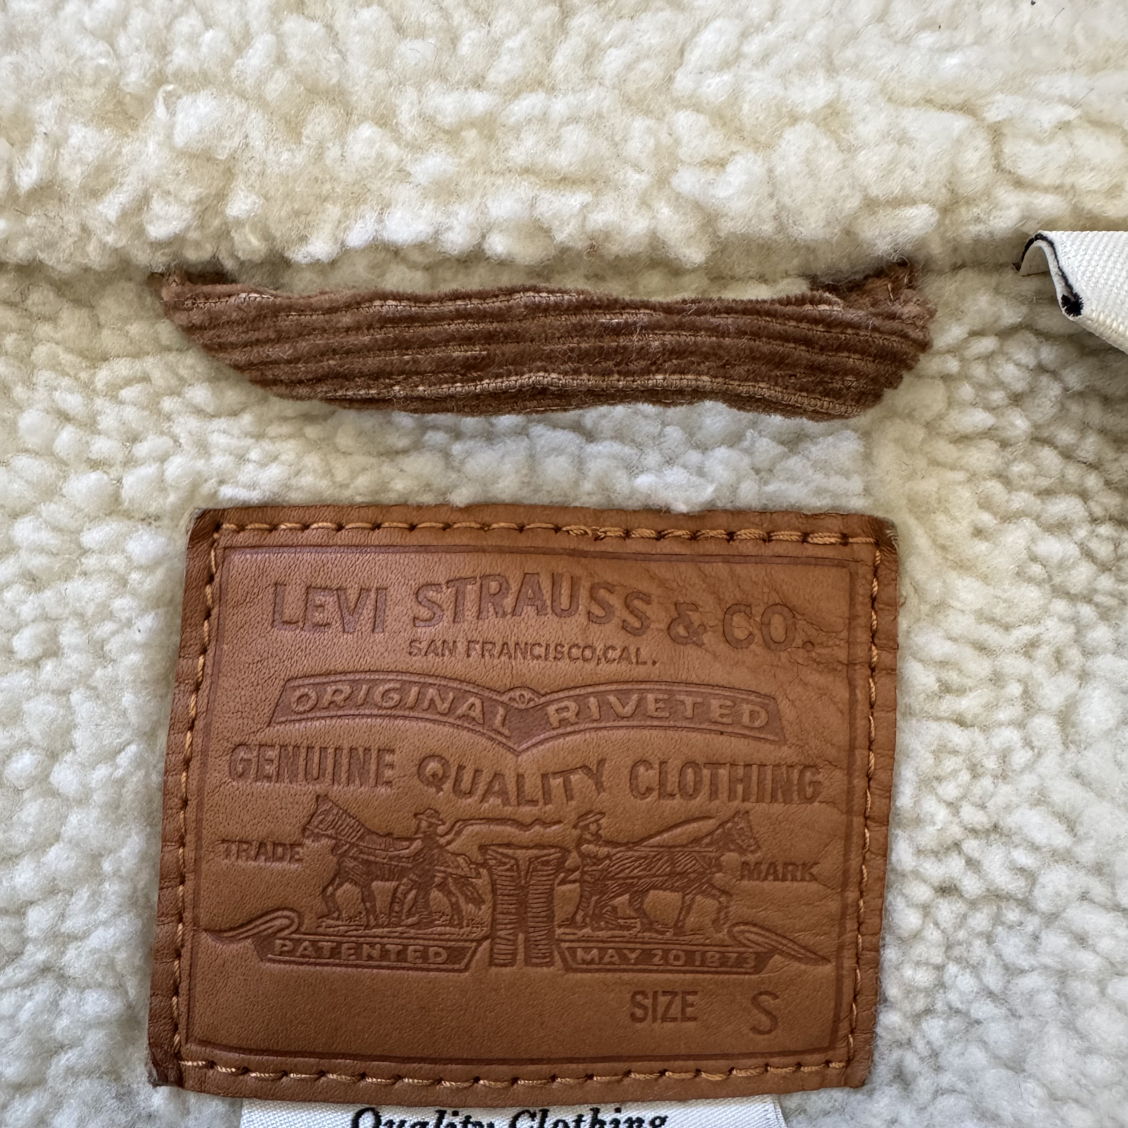 LEVI STRAUSS & CO.
SAN FRANCISCO, CAL.
ORIGINAL RIVETED
GENUINE QUALITY CLOTHING
TRADE MARK
PATENTED MAY 20 1873
SIZE S
Quality Clothing